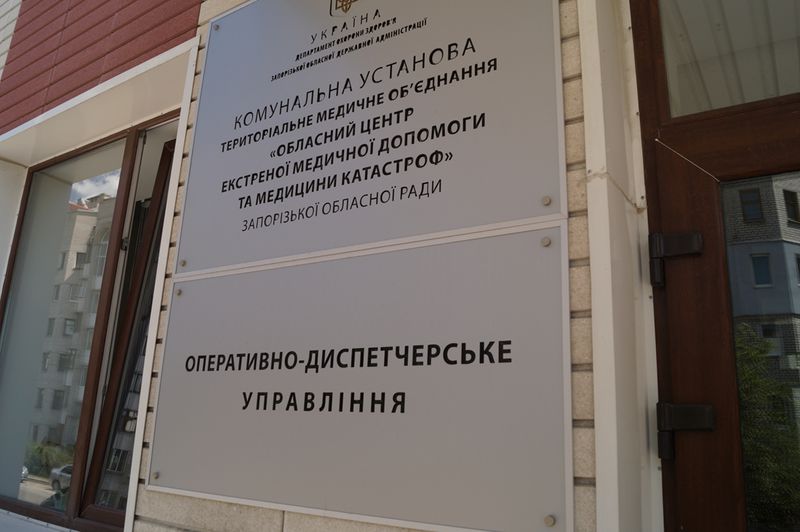 УКРАЇНА
ДЕПАРТАМЕНТ ОХОРОНИ ЗДОРОВ'Я
ЗАПОРІЗЬКОЇ ОБЛАСНОЇ ДЕРЖАВНОЇ АДМІНІСТРАЦІЇ
КОМУНАЛЬНА УСТАНОВА
ТЕРИТОРІАЛЬНЕ МЕДИЧНЕ ОБ'ЄДНАННЯ
«ОБЛАСНИЙ ЦЕНТР
ЕКСТРЕНОЇ МЕДИЧНОЇ ДОПОМОГИ
ТА МЕДИЦИНИ КАТАСТРОФ»
ЗАПОРІЗЬКОЇ ОБЛАСНОЇ РАДИ
ОПЕРАТИВНО-ДИСПЕТЧЕРСЬКЕ
УПРАВЛІННЯ